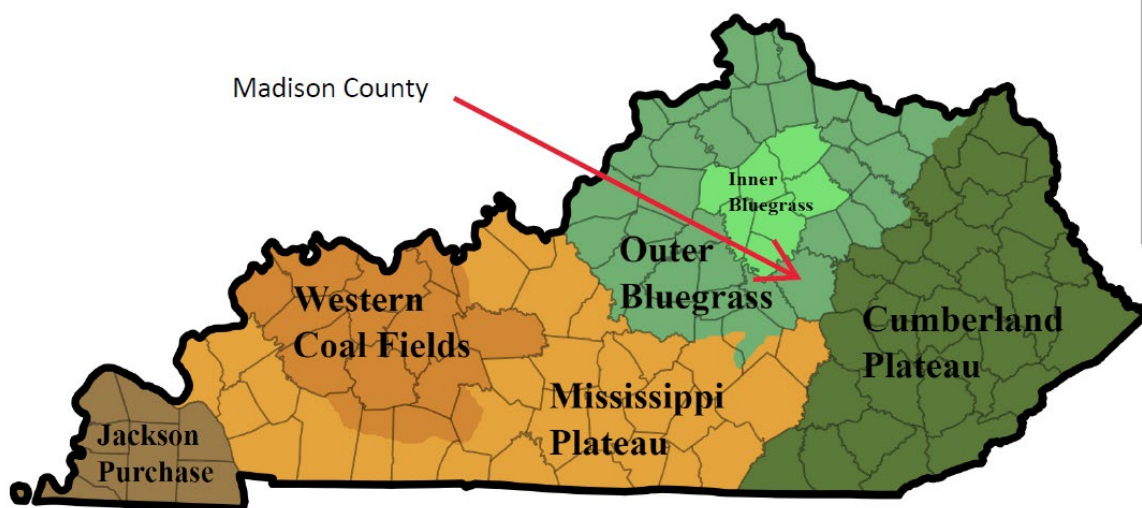 Madison County
Inner
Bluegrass
Outer
Bluegrass
Western
Coal Fields
Cumberland
Plateau
Mississippi
Plateau
Jackson
Purchase